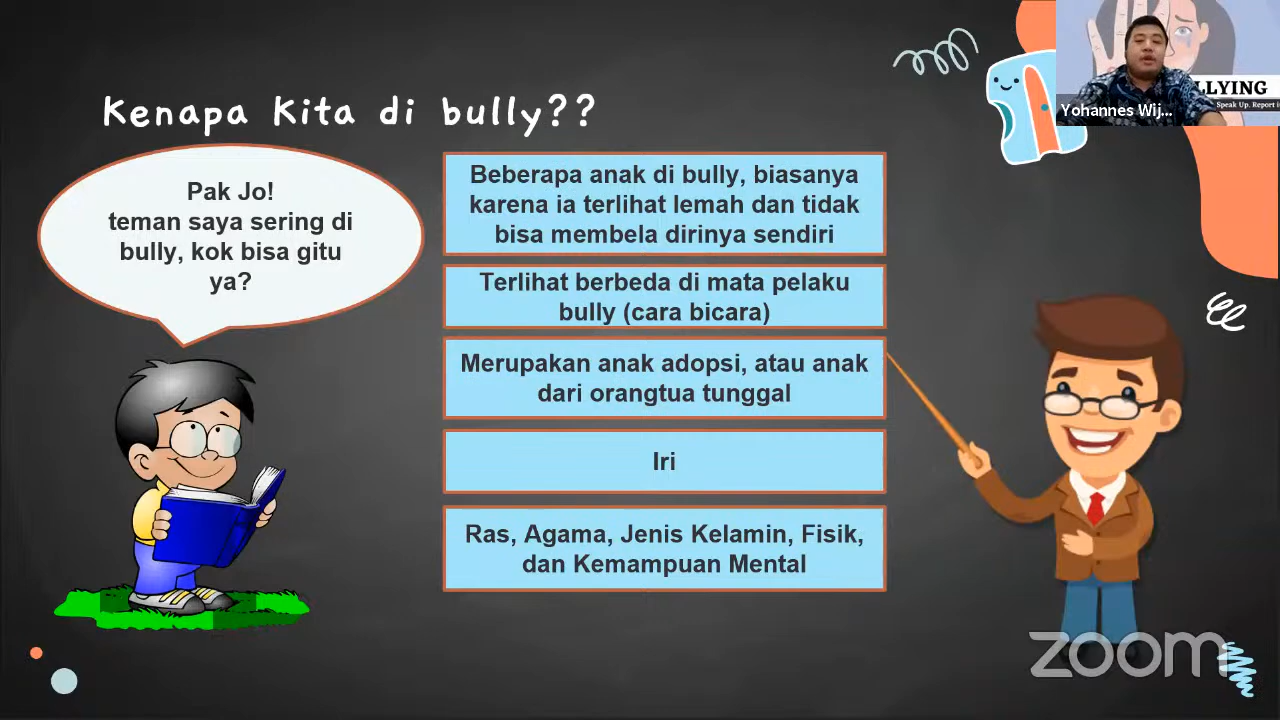 Kenapa Kita di bully??
Pak Jo!
teman saya sering di
bully, kok bisa gitu
ya?
Beberapa anak di bully, biasanya
karena ia terlihat lemah dan tidak
bisa membela dirinya sendiri
Terlihat berbeda di mata pelaku
bully (cara bicara)
Merupakan anak adopsi, atau anak
dari orangtua tunggal
Iri
Ras, Agama, Jenis Kelamin, Fisik,
dan Kemampuan Mental
LLYING
Speak Up. Report i
Yohannes Wij...
zoom